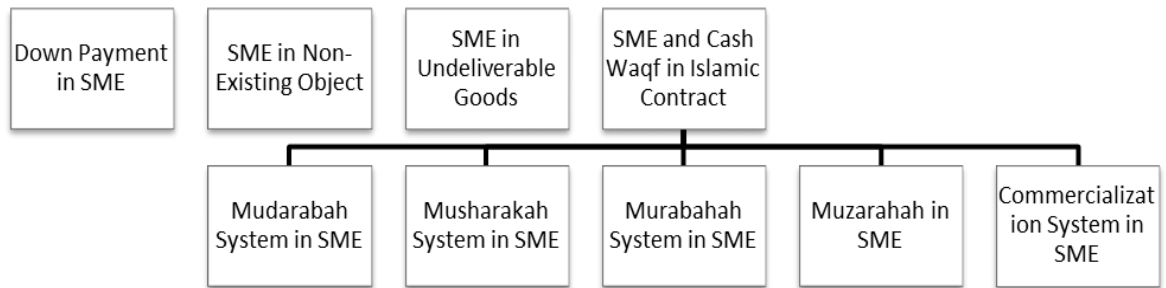 Down Payment
in SME
SME in Non-
Existing Object
SME in
Undeliverable
Goods
SME and Cash
Waqf in Islamic
Contract
Mudarabah
System in SME
Musharakah
System in SME
Murabahah
System in SME
Muzarahah in
SME
Commercializat
ion System in
SME